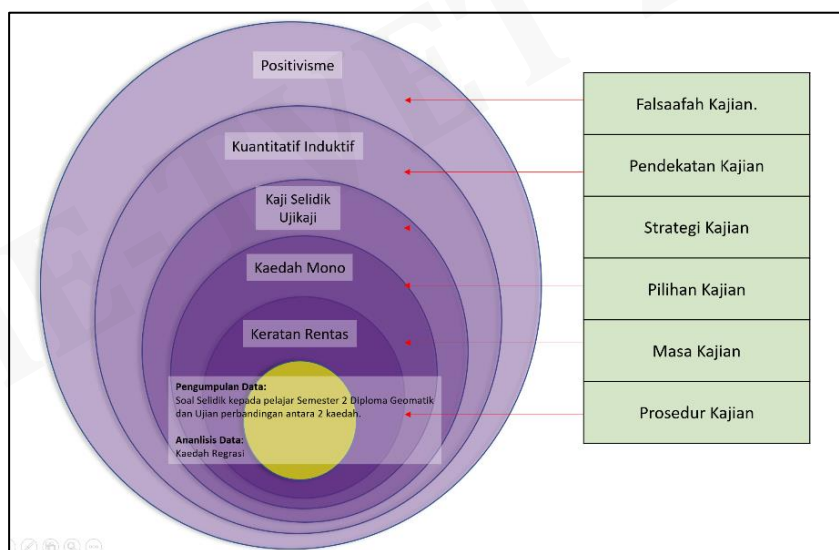 Positivisme
Kuantitatif Induktif
Kaji Selidik
Ujikaji
Kaedah Mono
Keratan Rentas
Pengumpulan Data:
Soal Selidik kepada pelajar Semester 2 Diploma Geomatik
dan Ujian perbandingan antara 2 kaedah.
Ananlisis Data:
Kaedah Regrasi
Falsaafah Kajian.
Pendekatan Kajian
Strategi Kajian
Pilihan Kajian
Masa Kajian
Prosedur Kajian